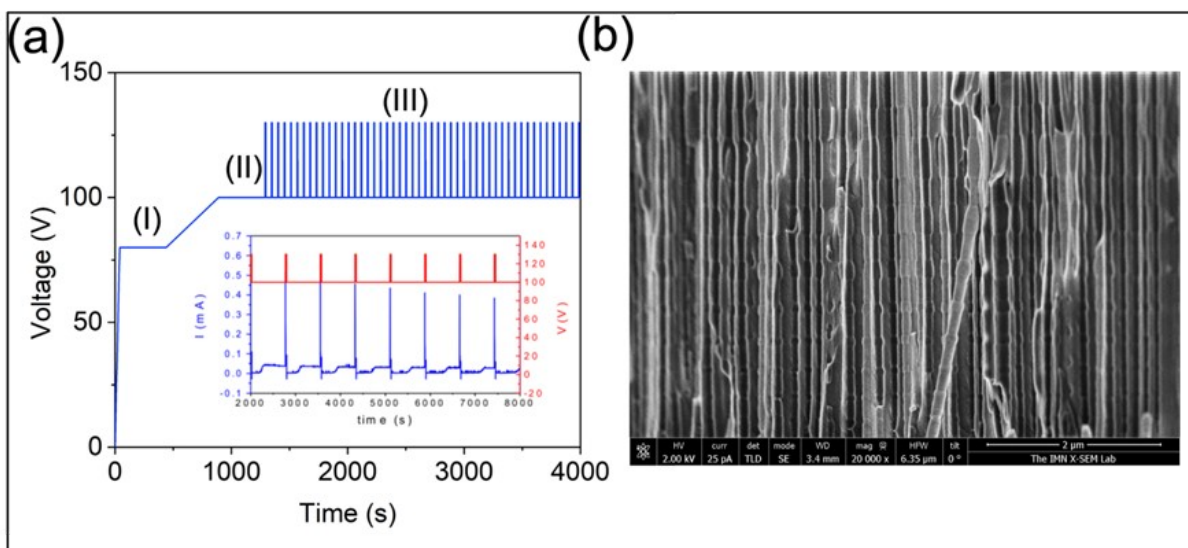 (a)
150
100
50
0
Voltage (V)
(I)
(II)
(III)
0.7
0.6
0.5
0.4
0.3
0.2
0.1
0.0
-0.1
I (mA)
140
120
100
80
60
40
20
0
-20
V(V)
2000 3000 4000 5000 6000 7000 8000
time (s)
0 1000 2000 3000 4000
Time (s)
(b)
HV curr det mode WD mag HFW tilt 2 µm
2.00 kV 25 pA TLD SE 3.4 mm 20 000 x 6.35 µm 0 ° The IMN X-SEM Lab